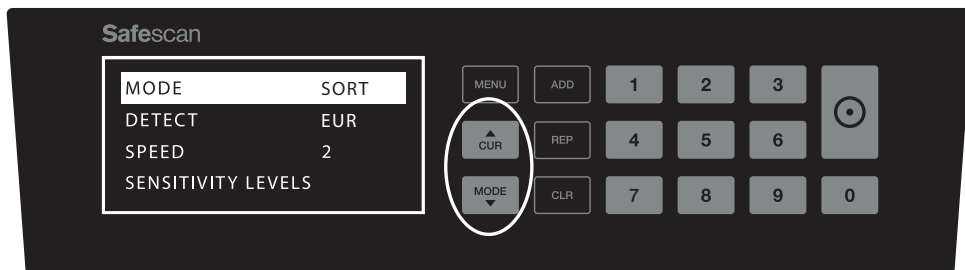 Safescan
MODE SORT
DETECT EUR
SPEED 2
SENSITIVITY LEVELS
MENU ADD 1 2 3
CUR REP 4 5 6
MODE CLR 7 8 9 0